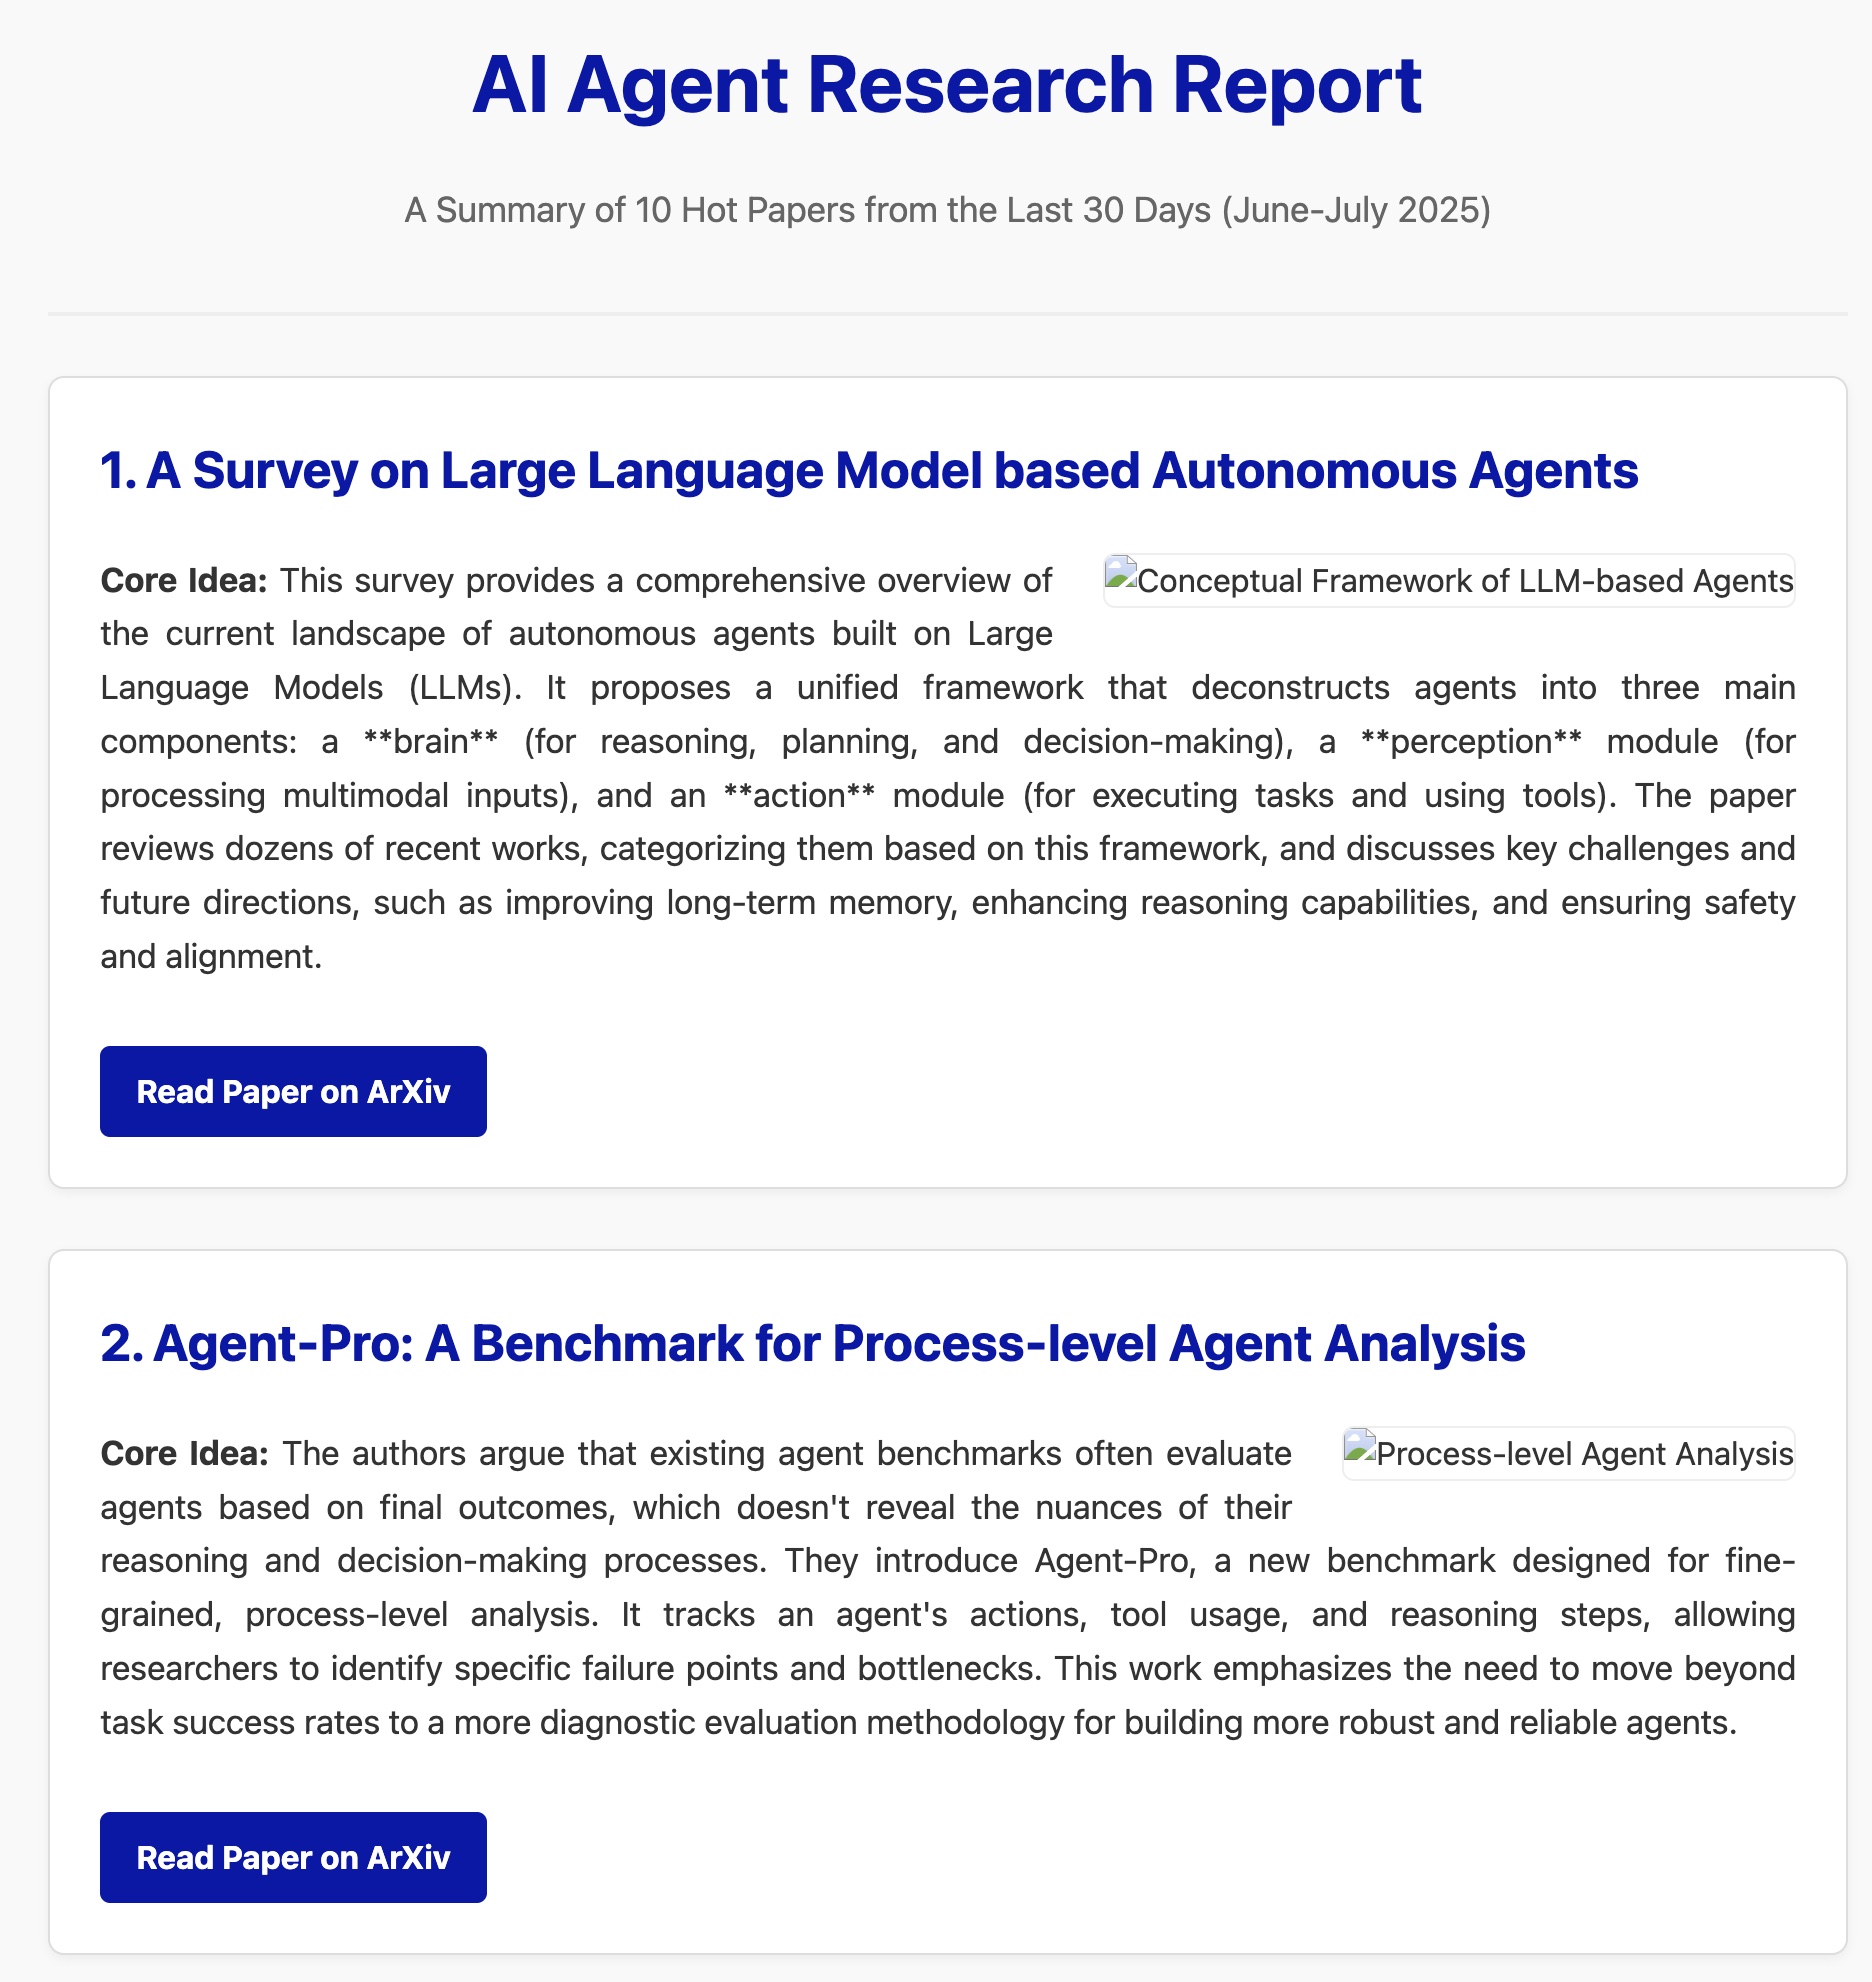 AI Agent Research Report
A Summary of 10 Hot Papers from the Last 30 Days (June-July 2025)
1. A Survey on Large Language Model based Autonomous Agents
Conceptual Framework of LLM-based Agents
Core Idea: This survey provides a comprehensive overview of
the current landscape of autonomous agents built on Large
Language Models (LLMs). It proposes a unified framework that deconstructs agents into three main
components: a **brain** (for reasoning, planning, and decision-making), a **perception** module (for
processing multimodal inputs), and an **action** module (for executing tasks and using tools). The paper
reviews dozens of recent works, categorizing them based on this framework, and discusses key challenges and
future directions, such as improving long-term memory, enhancing reasoning capabilities, and ensuring safety
and alignment.
Read Paper on ArXiv
2. Agent-Pro: A Benchmark for Process-level Agent Analysis
Process-level Agent Analysis
Core Idea: The authors argue that existing agent benchmarks often evaluate
agents based on final outcomes, which doesn't reveal the nuances of their
reasoning and decision-making processes. They introduce Agent-Pro, a new benchmark designed for fine-
grained, process-level analysis. It tracks an agent's actions, tool usage, and reasoning steps, allowing
researchers to identify specific failure points and bottlenecks. This work emphasizes the need to move beyond
task success rates to a more diagnostic evaluation methodology for building more robust and reliable agents.
Read Paper on ArXiv